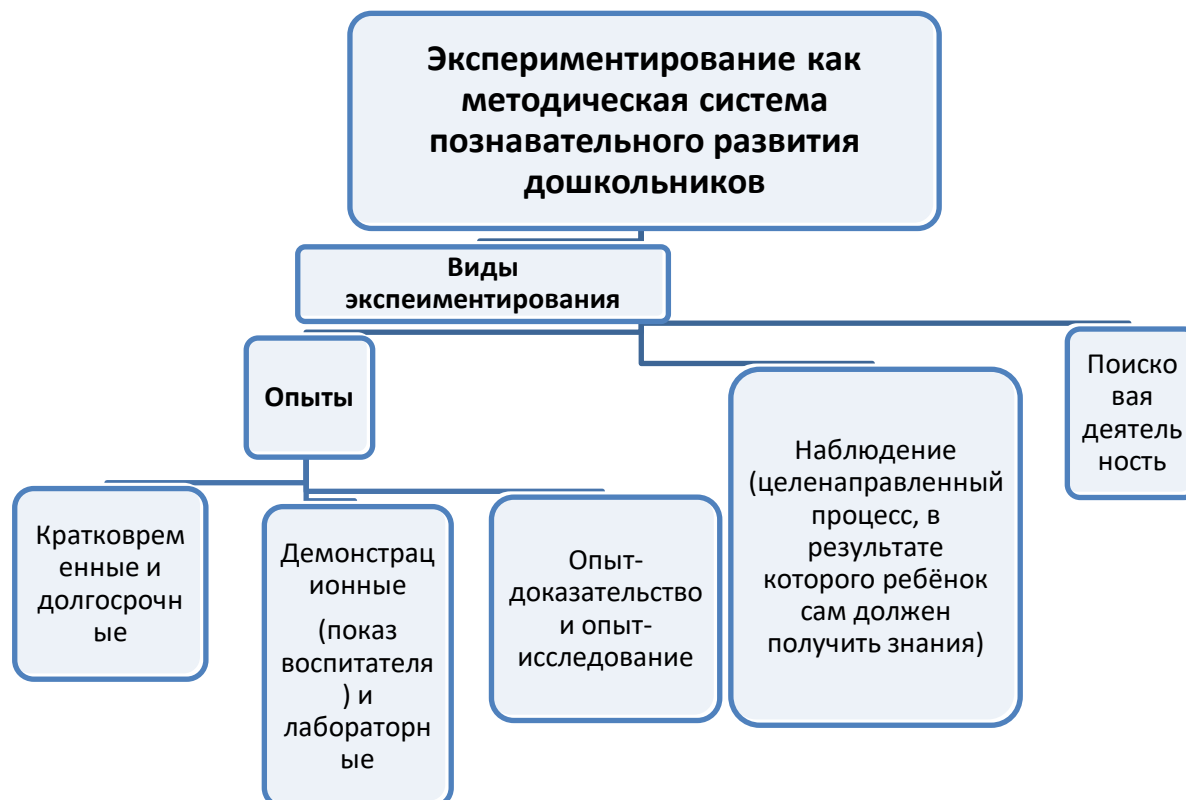 Экспериментирование как
методическая система
познавательного развития
дошкольников
Виды
экспеиментирования
Опыты
Кратковрем
енные и
долгосрочн
ые
Демонстрац
ионные
(показ
воспитателя
) и
лабораторн
ые
Опыт-
доказательство
и опыт-
исследование
Наблюдение
(целенаправленный
процесс, в
результате
которого ребёнок
сам должен
получить знания)
Поиско
вая
деятель
ность